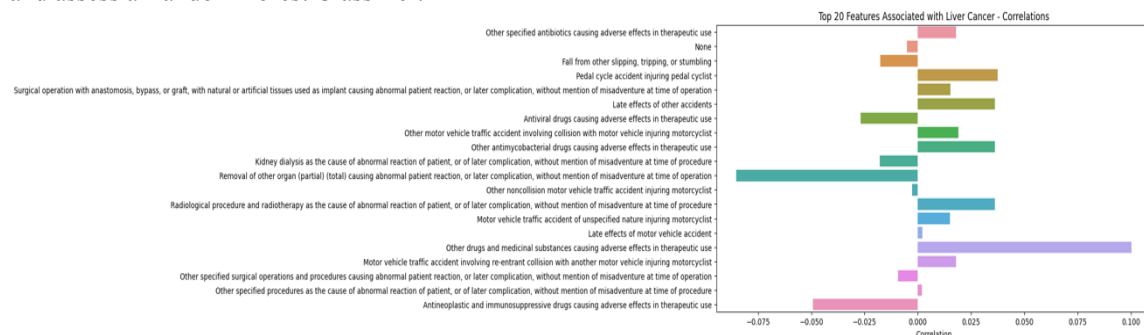 Top 20 Features Associated with Liver Cancer - Correlations
Other specified antibiotics causing adverse effects in therapeutic use
None
Fall from other slipping, tripping, or stumbling
Pedal cycle accident injuring pedal cyclist
Surgical operation with anastomosis, bypass, or graft, with natural or artificial tissues used as implant causing abnormal patient reaction, or later complication, without mention of misadventure at time of operation
Late effects of other accidents
Antiviral drugs causing adverse effects in therapeutic use
Other motor vehicle traffic accident involving collision with motor vehicle injuring motorcyclist
Other antimycobacterial drugs causing adverse effects in therapeutic use
Kidney dialysis as the cause of abnormal reaction of patient, or of later complication, without mention of misadventure at time of procedure
Removal of other organ (partial) (total) causing abnormal patient reaction, or later complication, without mention of misadventure at time of operation
Other noncollision motor vehicle traffic accident injuring motorcyclist
Radiological procedure and radiotherapy as the cause of abnormal reaction of patient, or of later complication, without mention of misadventure at time of procedure
Motor vehicle traffic accident of unspecified nature injuring motorcyclist
Late effects of motor vehicle accident
Other drugs and medicinal substances causing adverse effects in therapeutic use
Motor vehicle traffic accident involving re-entrant collision with another motor vehicle injuring motorcyclist
Other specified surgical operations and procedures causing abnormal patient reaction, or later complication, without mention of misadventure at time of operation
Other specified procedures as the cause of abnormal reaction of patient, or of later complication, without mention of misadventure at time of procedure
Antineoplastic and immunosuppressive drugs causing adverse effects in therapeutic use
−0.075 −0.050 −0.025 0.000 0.025 0.050 0.075 0.100
Correlation